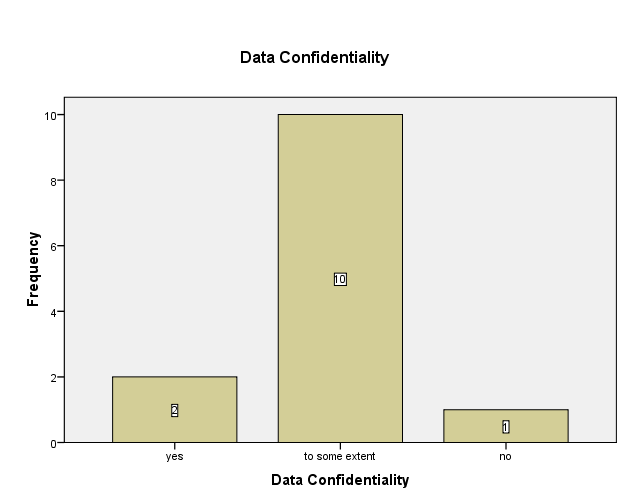 Data Confidentiality
10
8
6
4
2
0
Frequency
2
10
1
yes
to some extent
no
Data Confidentiality